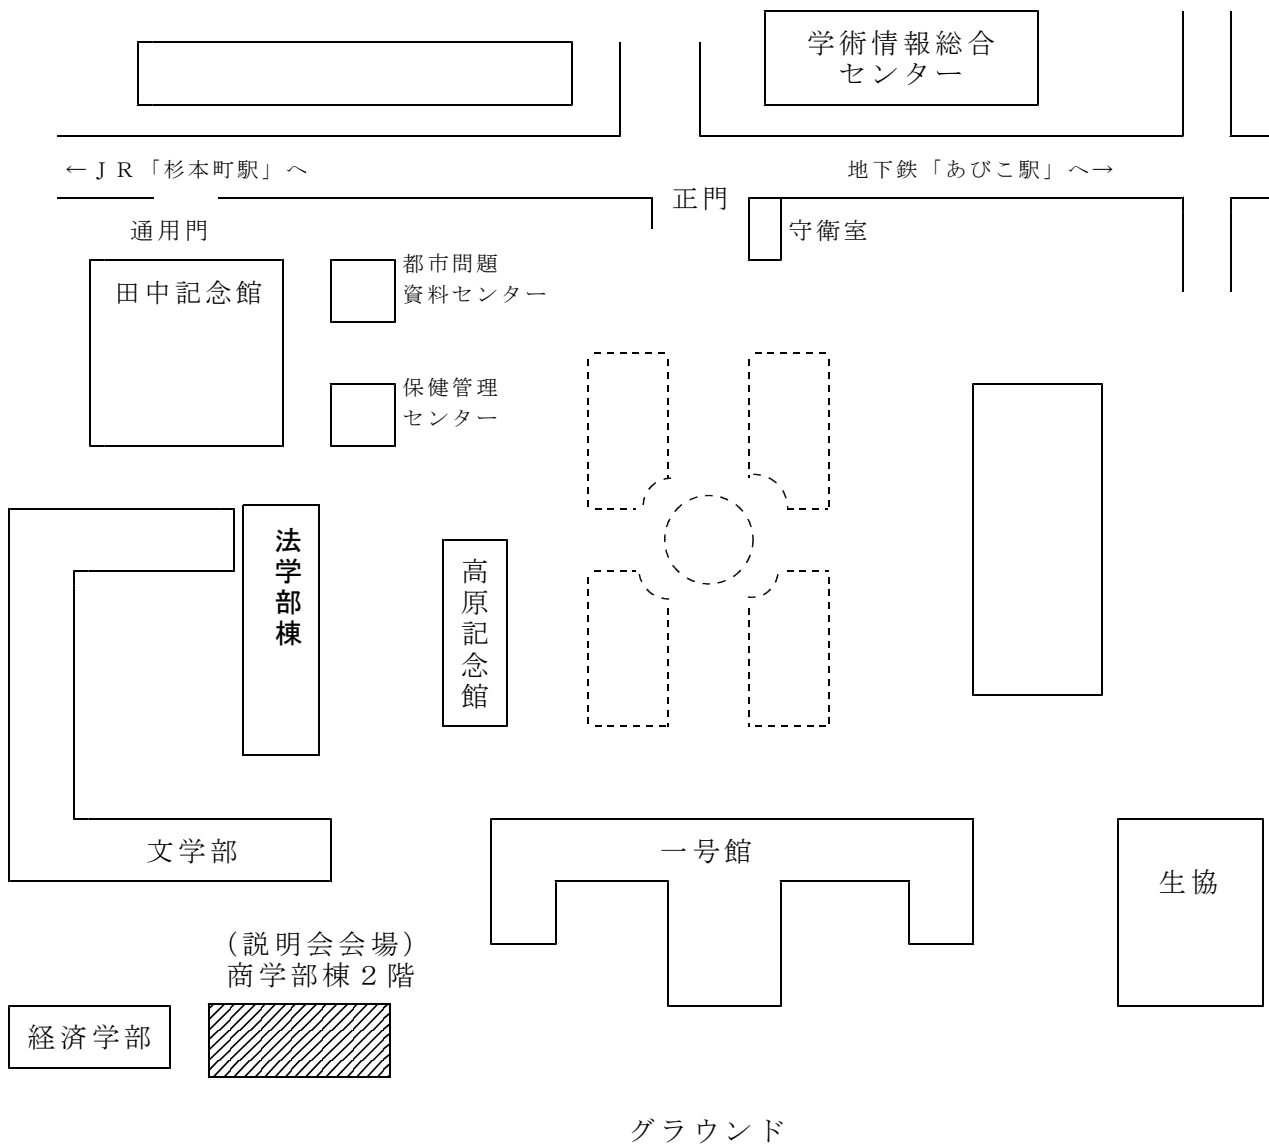 学術情報総合
センター
←ＪＲ「杉本町駅」へ
地下鉄「あびこ駅」へ→
正門
通用門
守衛室
田中記念館
都市問題
資料センター
保健管理
センター
法学部棟
高原記念館
文学部
一号館
生協
(説明会会場)
商学部棟２階
経済学部
グラウンド